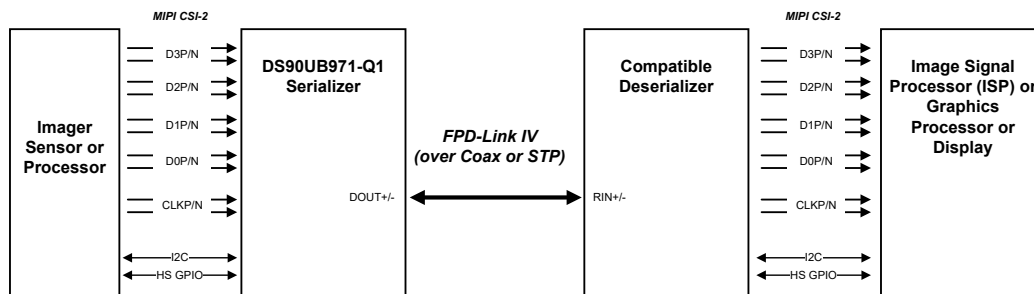 MIPI CSI-2
MIPI CSI-2
Imager
Sensor or
Processor
D3P/N
D2P/N
D1P/N
D0P/N
CLKP/N
I2C
HS GPIO
DS90UB971-Q1
Serializer
DOUT+/-
FPD-Link IV
(over Coax or STP)
Compatible
Deserializer
RIN+/-
D3P/N
D2P/N
D1P/N
D0P/N
CLKP/N
I2C
HS GPIO
Image Signal
Processor (ISP) or
Graphics
Processor or
Display